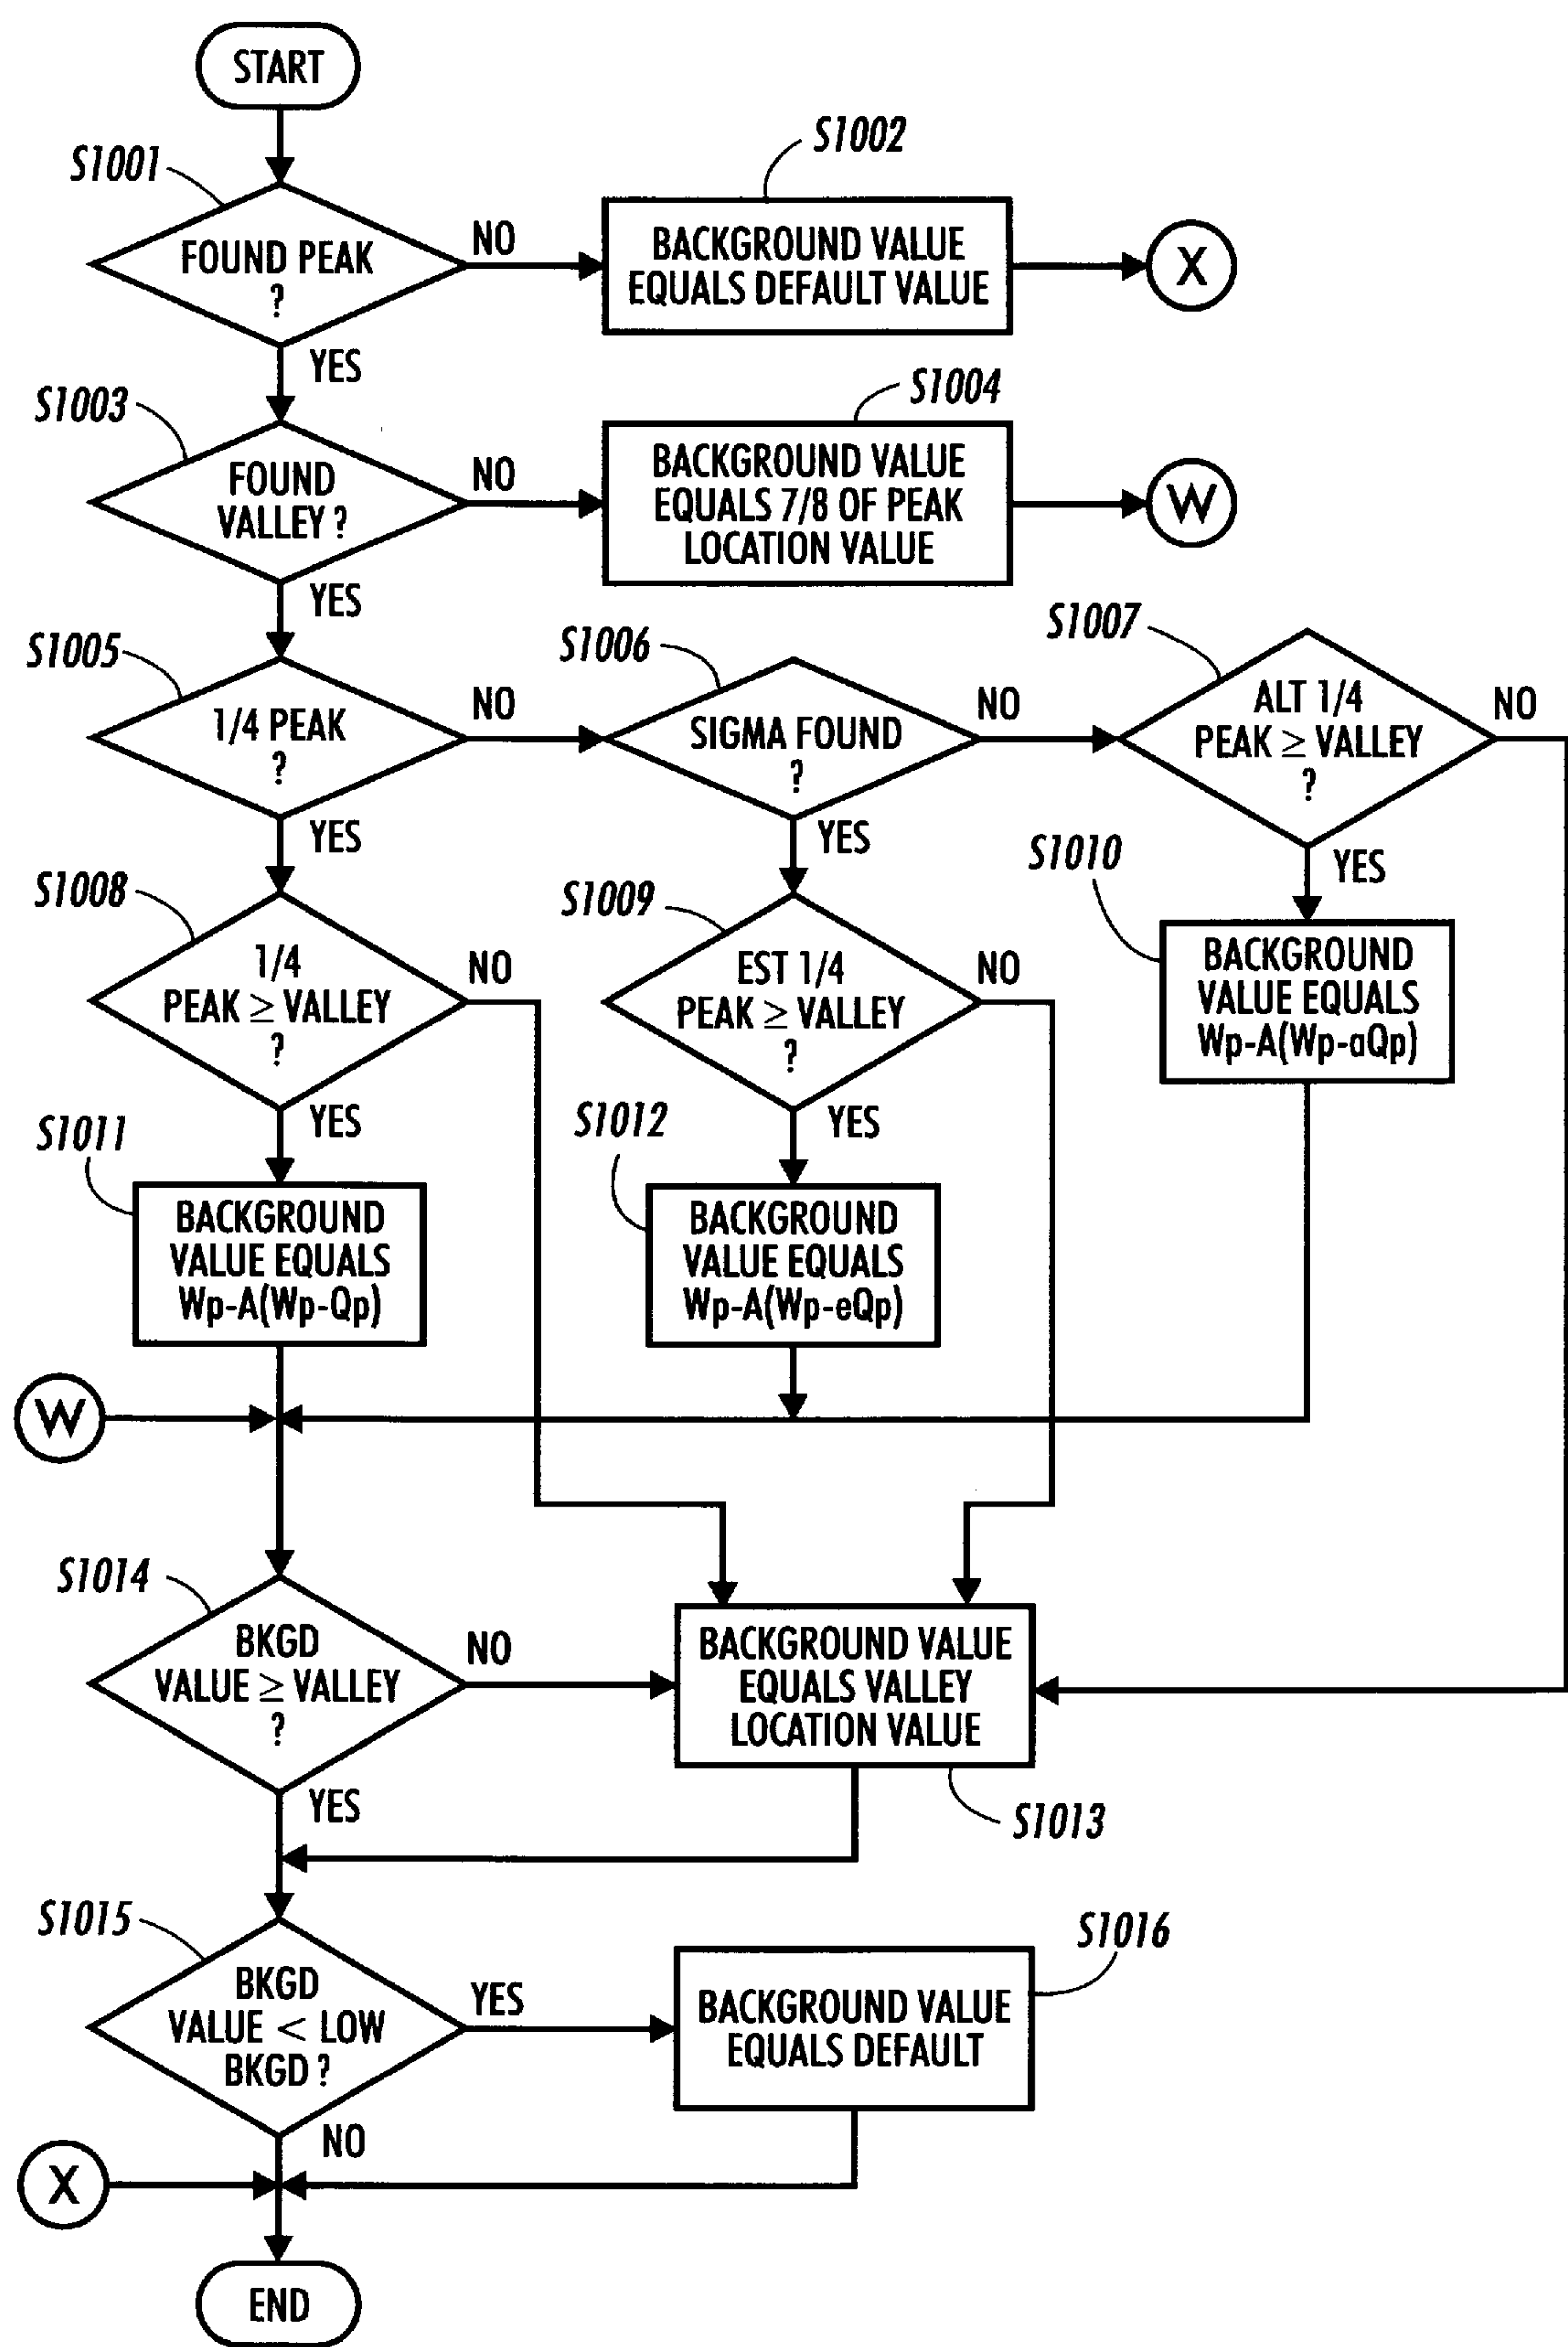 START
S1001
FOUND PEAK
?
NO
S1002
BACKGROUND VALUE
EQUALS DEFAULT VALUE
X
YES
S1003
FOUND
VALLEY ?
NO
S1004
BACKGROUND VALUE
EQUALS 7/8 OF PEAK
LOCATION VALUE
W
YES
S1005
1/4 PEAK
?
NO
S1006
SIGMA FOUND
?
NO
S1007
ALT 1/4
PEAK ≥ VALLEY
?
NO
YES
YES
YES
S1008
1/4
PEAK ≥ VALLEY
?
NO
S1009
EST 1/4
PEAK ≥ VALLEY
?
NO
S1010
BACKGROUND
VALUE EQUALS
Wp-A(Wp-aQp)
YES
YES
S1011
BACKGROUND
VALUE EQUALS
Wp-A(Wp-Qp)
S1012
BACKGROUND
VALUE EQUALS
Wp-A(Wp-eQp)
W
S1014
BKGD
VALUE ≥ VALLEY
?
NO
BACKGROUND VALUE
EQUALS VALLEY
LOCATION VALUE
S1013
YES
S1015
BKGD
VALUE < LOW
BKGD ?
YES
S1016
BACKGROUND VALUE
EQUALS DEFAULT
NO
X
END